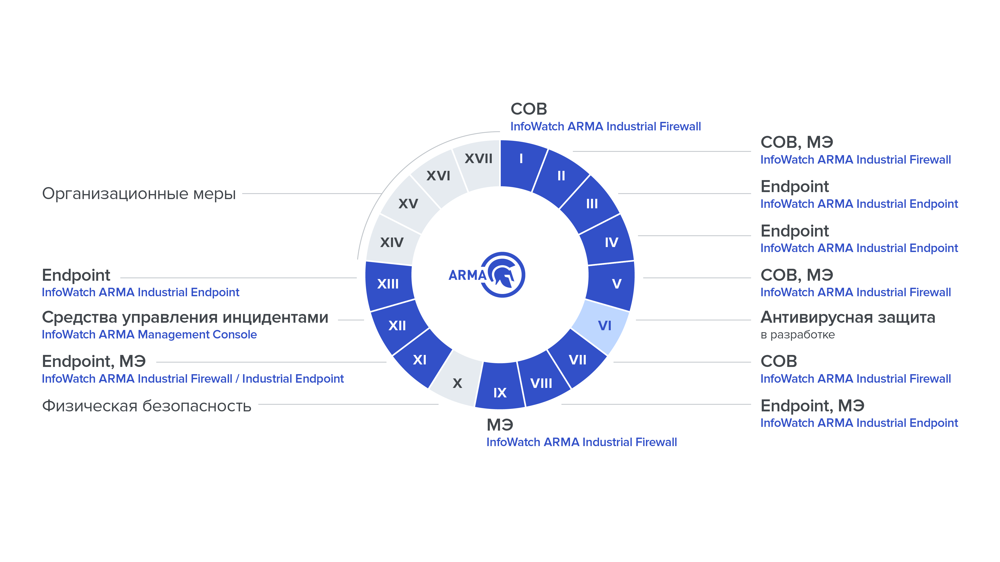 СОВ
InfoWatch ARMA Industrial Firewall
СОВ, МЭ
InfoWatch ARMA Industrial Firewall
Endpoint
InfoWatch ARMA Industrial Endpoint
Endpoint
InfoWatch ARMA Industrial Endpoint
СОВ, МЭ
InfoWatch ARMA Industrial Firewall
Антивирусная защита
в разработке
СОВ
InfoWatch ARMA Industrial Firewall
Endpoint, МЭ
InfoWatch ARMA Industrial Endpoint
МЭ
InfoWatch ARMA Industrial Firewall
Физическая безопасность
Endpoint, МЭ
InfoWatch ARMA Industrial Firewall / Industrial Endpoint
Средства управления инцидентами
InfoWatch ARMA Management Console
Endpoint
InfoWatch ARMA Industrial Endpoint
Организационные меры
I
II
III
IV
V
VI
VII
VIII
IX
X
XI
XII
XIII
XIV
XV
XVI
XVII
ARMA